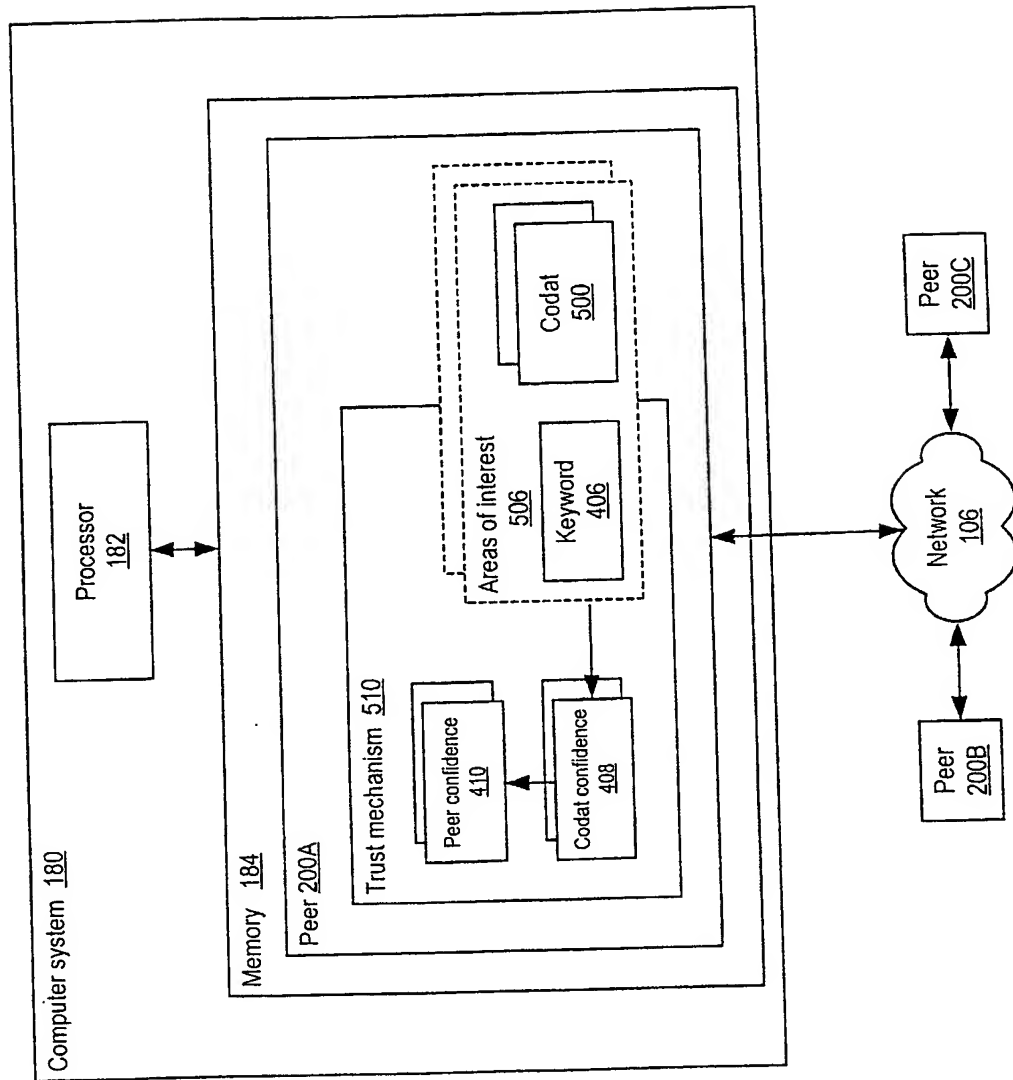 Computer system 180
Processor
182
Memory 184
Peer 200A
Trust mechanism 510
Peer confidence
410
Codat confidence
408
Areas of interest
506
Keyword
406
Codat
500
Peer
200B
Network
106
Peer
200C